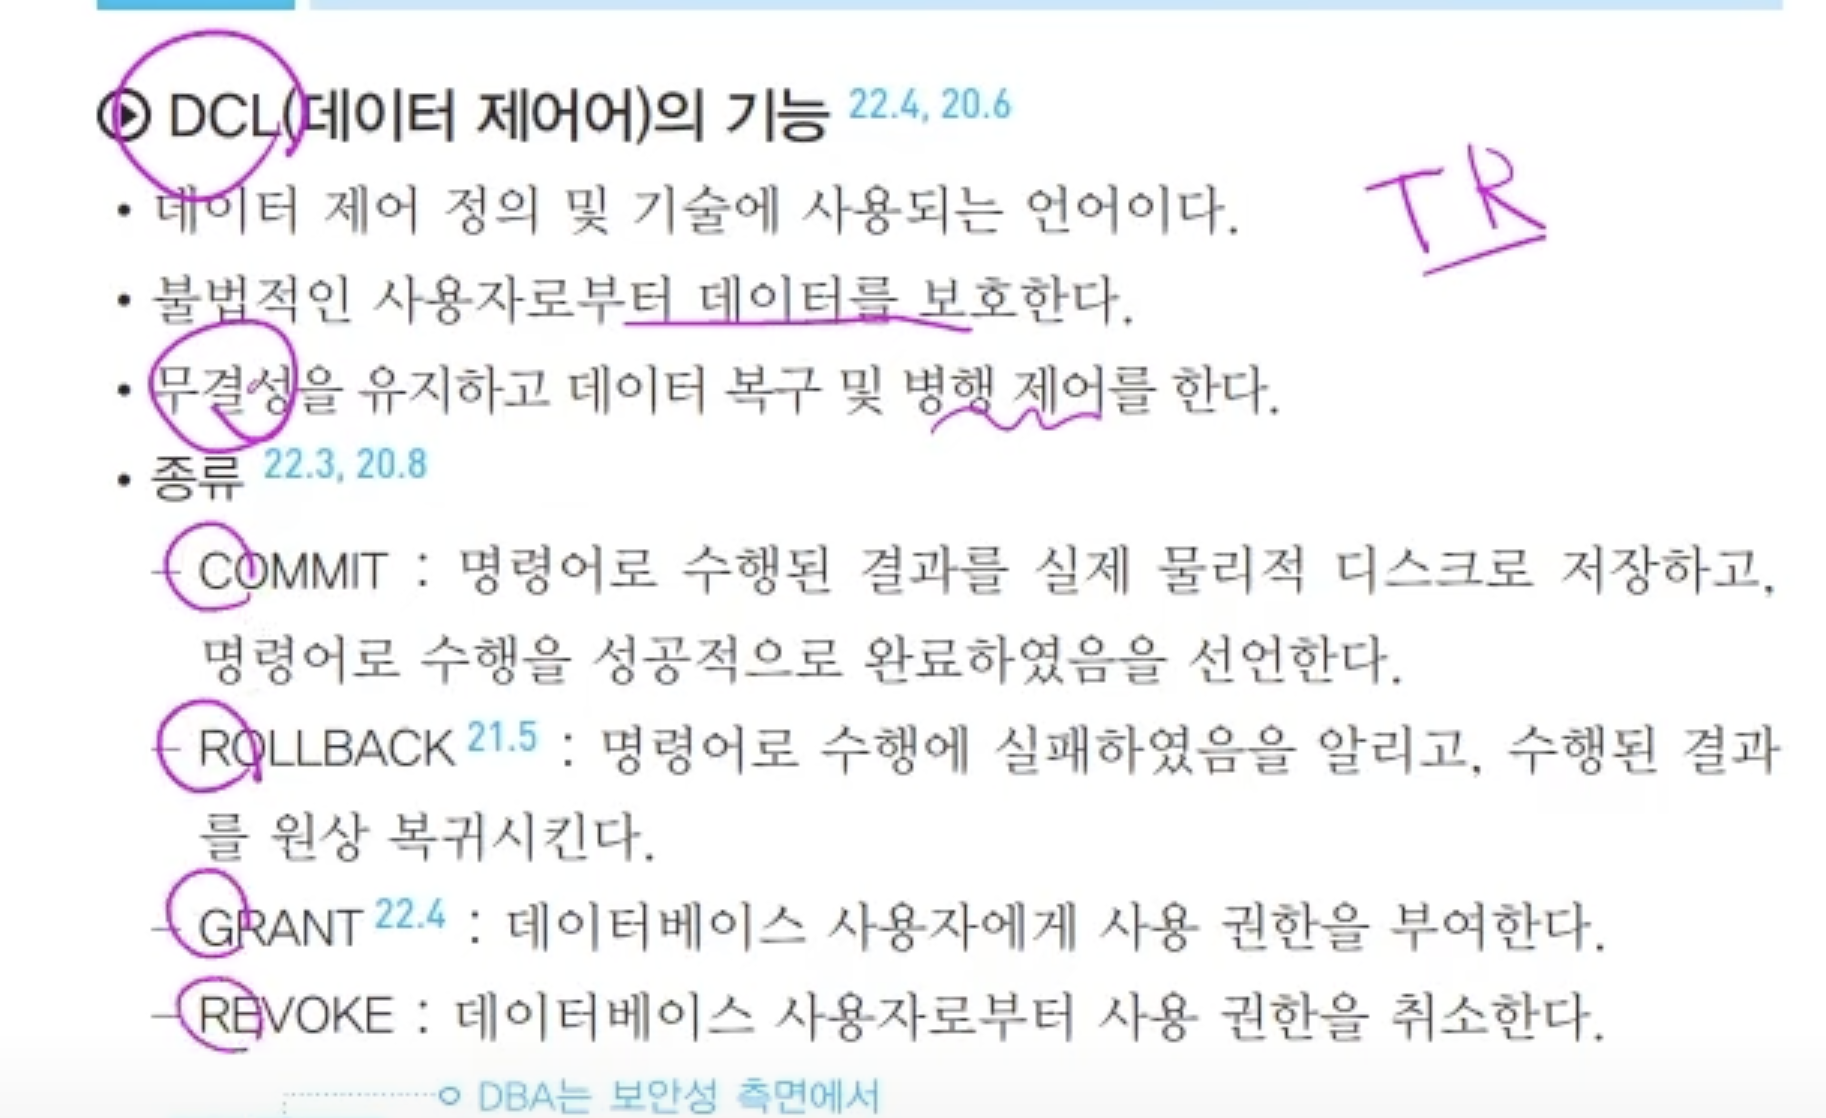 DCL(데이터 제어어)의 기능 22.4, 20.6
TR
• 데이터 제어 정의 및 기술에 사용되는 언어이다.
• 불법적인 사용자로부터 데이터를 보호한다.
• 무결성을 유지하고 데이터 복구 및 병행 제어를 한다.
• 종류 22.3, 20.8
– COMMIT : 명령어로 수행된 결과를 실제 물리적 디스크로 저장하고,
명령어로 수행을 성공적으로 완료하였음을 선언한다.
– ROLLBACK 21.5 : 명령어로 수행에 실패하였음을 알리고, 수행된 결과
를 원상 복귀시킨다.
– GRANT 22.4 : 데이터베이스 사용자에게 사용 권한을 부여한다.
– REVOKE : 데이터베이스 사용자로부터 사용 권한을 취소한다.
DBA는 보안성 측면에서